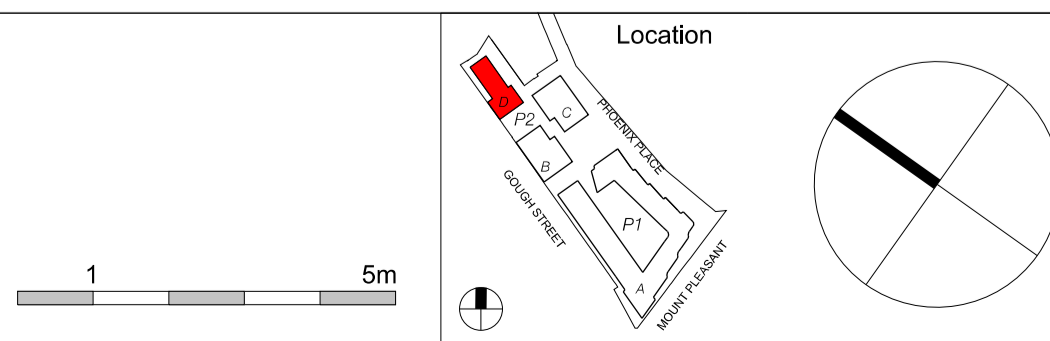 1
5m
Location
D
P2
C
PHOENIX PLACE
B
GOUGH STREET
P1
A
MOUNT PLEASANT